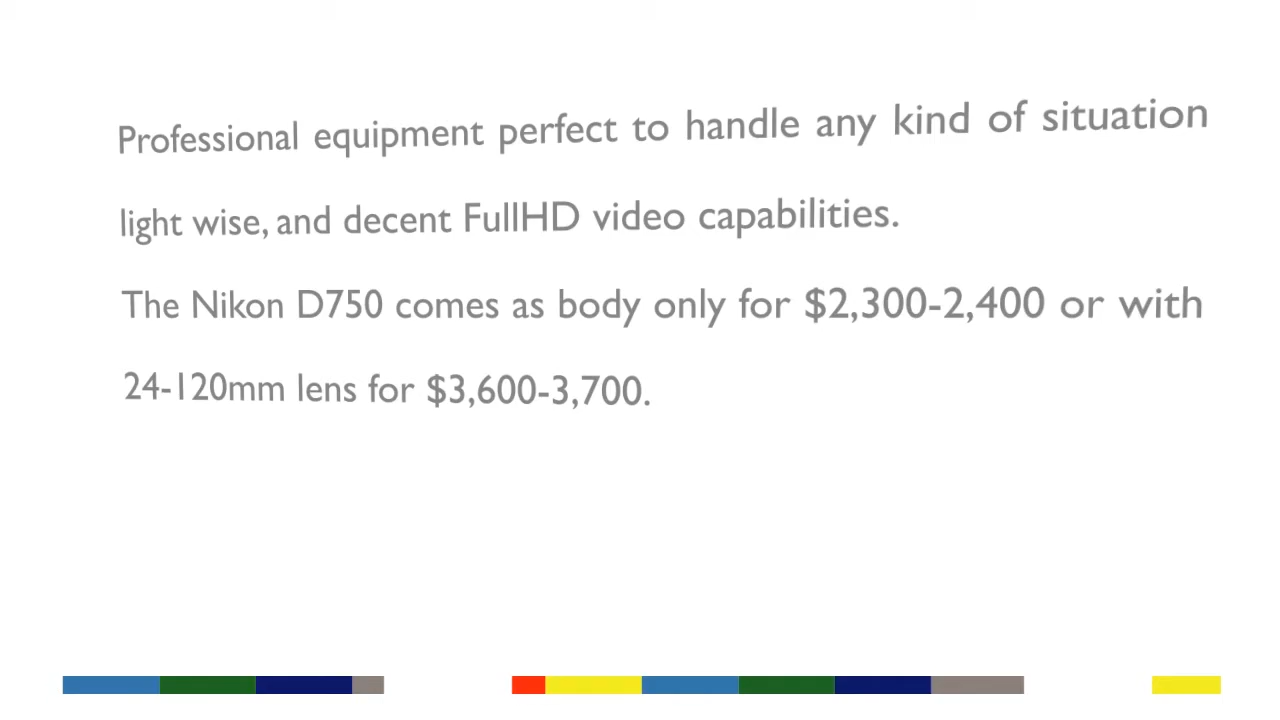 Professional equipment perfect to handle any kind of situation
light wise, and decent FullHD video capabilities.
The Nikon D750 comes as body only for $2,300-2,400 or with
24-120mm lens for $3,600-3,700.